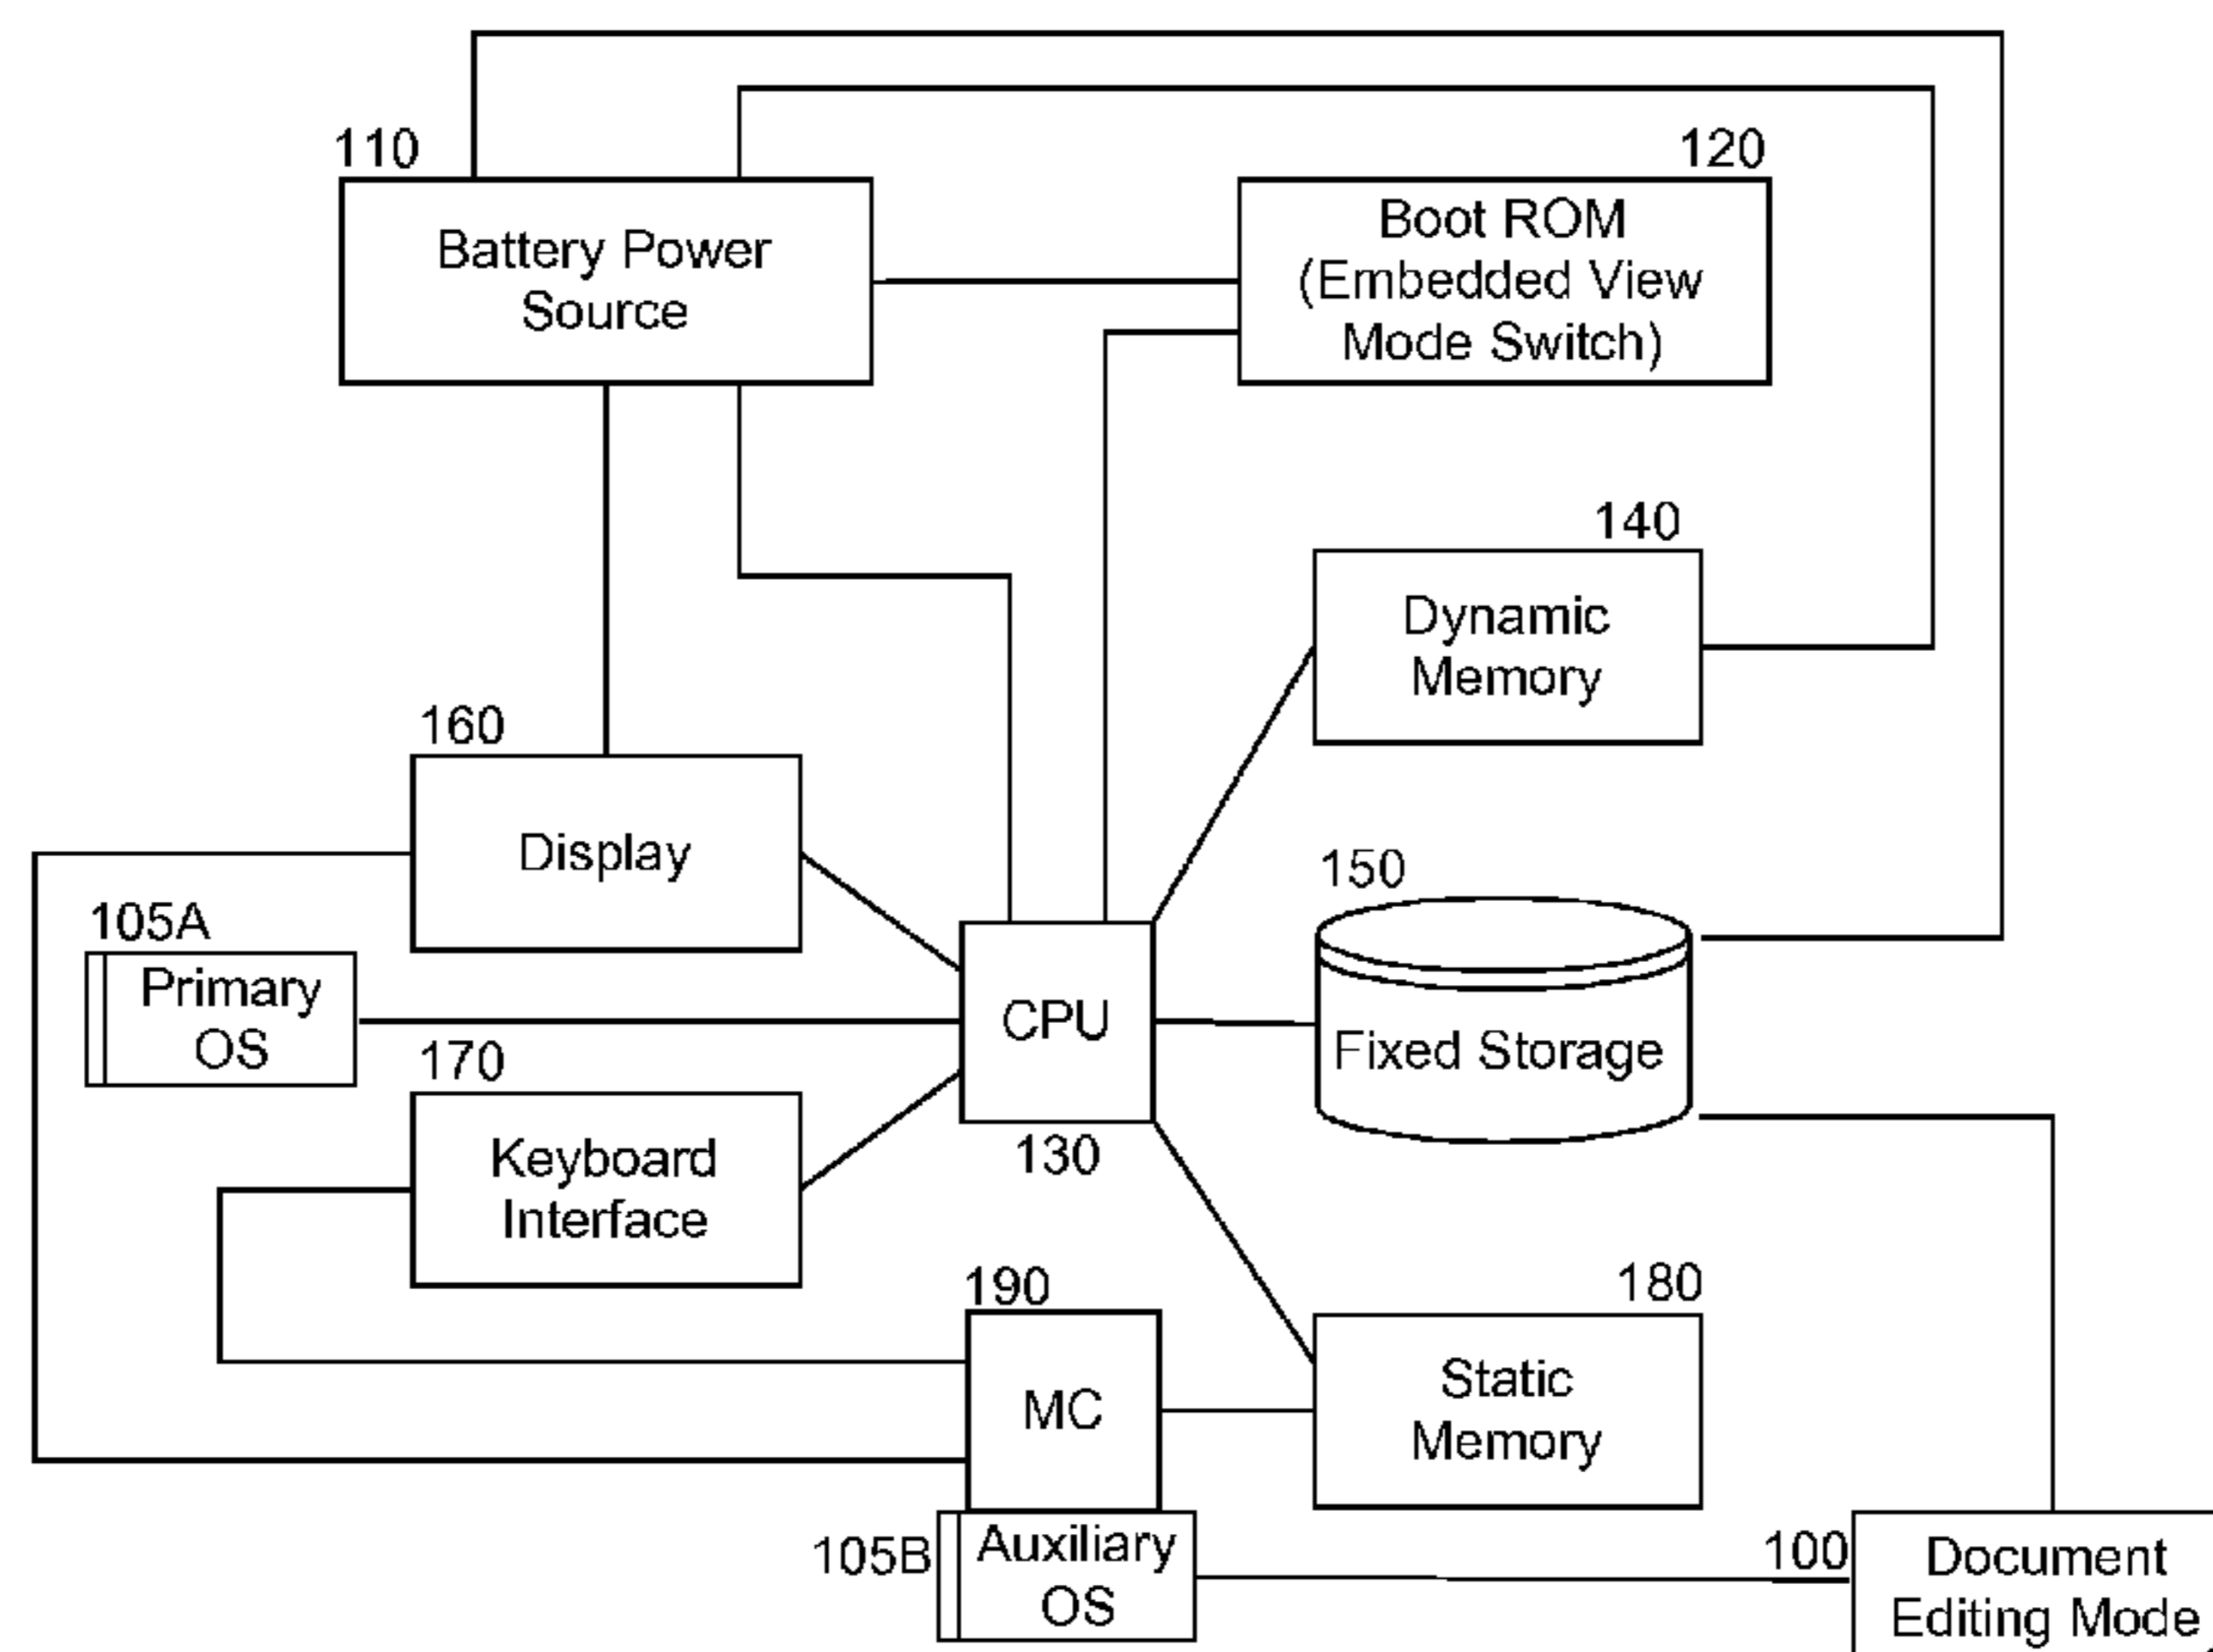 110
Battery Power
Source
120
Boot ROM
(Embedded View
Mode Switch)
140
Dynamic
Memory
160
Display
150
Fixed Storage
105A
Primary
OS
CPU
130
170
Keyboard
Interface
190
MC
180
Static
Memory
105B
Auxiliary
OS
100
Document
Editing Mode